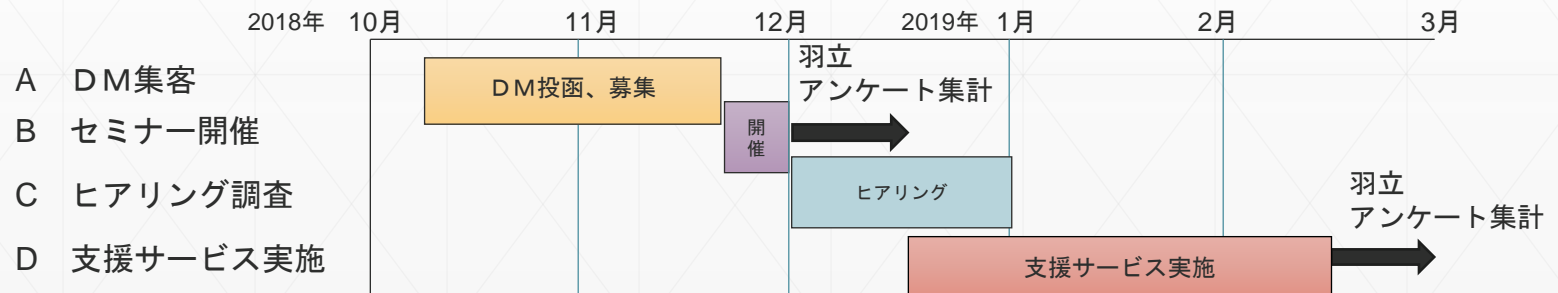 2018年 10月 11月 12月 2019年 1月 2月 3月
羽立
アンケート集計
A ＤＭ集客
ＤＭ投函、募集
B セミナー開催
開
催
C ヒアリング調査
ヒアリング
羽立
アンケート集計
D 支援サービス実施
支援サービス実施